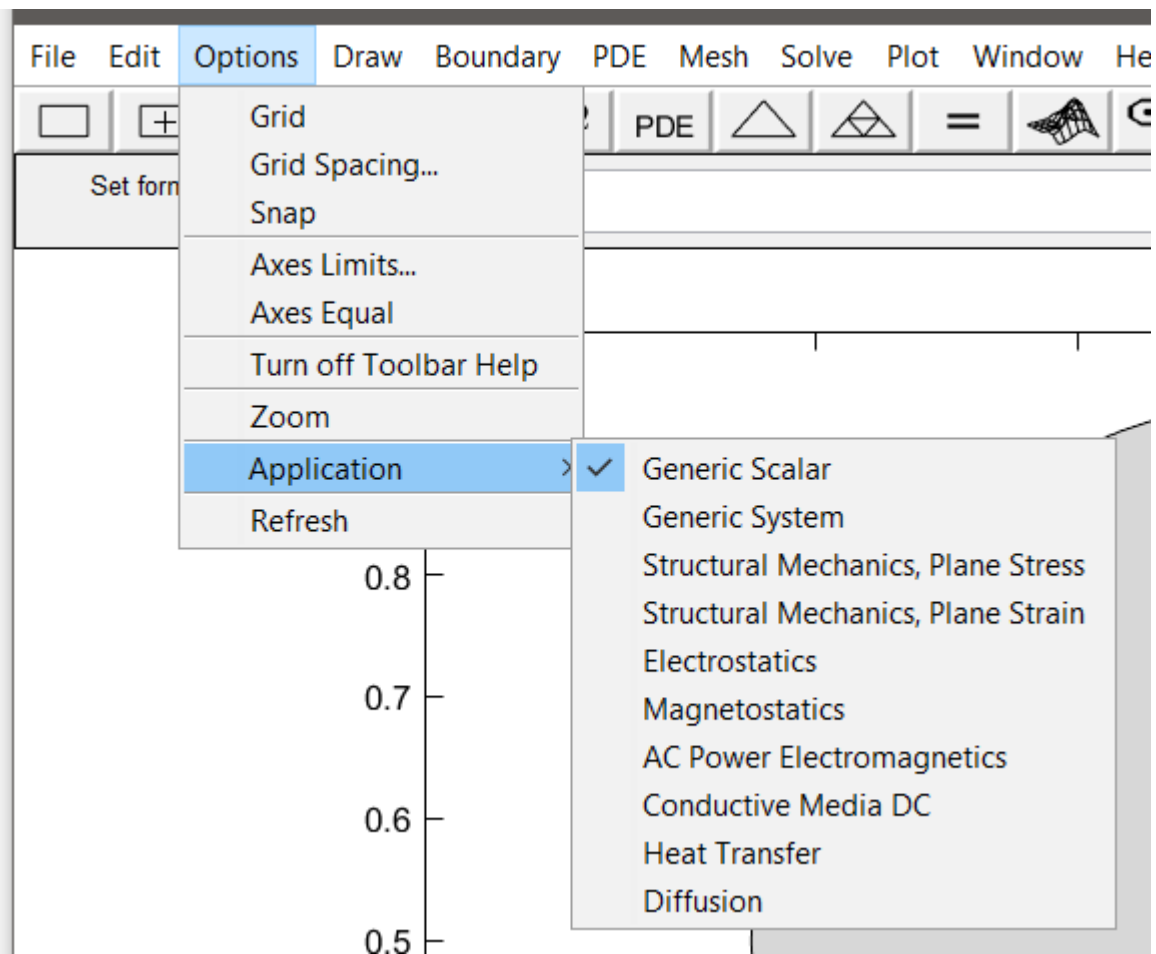 File Edit Options Draw Boundary PDE Mesh Solve Plot Window He
PDE =
Set form
Grid
Grid Spacing...
Snap
Axes Limits...
Axes Equal
Turn off Toolbar Help
Zoom
Application
Refresh
Generic Scalar
Generic System
Structural Mechanics, Plane Stress
Structural Mechanics, Plane Strain
Electrostatics
Magnetostatics
AC Power Electromagnetics
Conductive Media DC
Heat Transfer
Diffusion
0.8
0.7
0.6
0.5